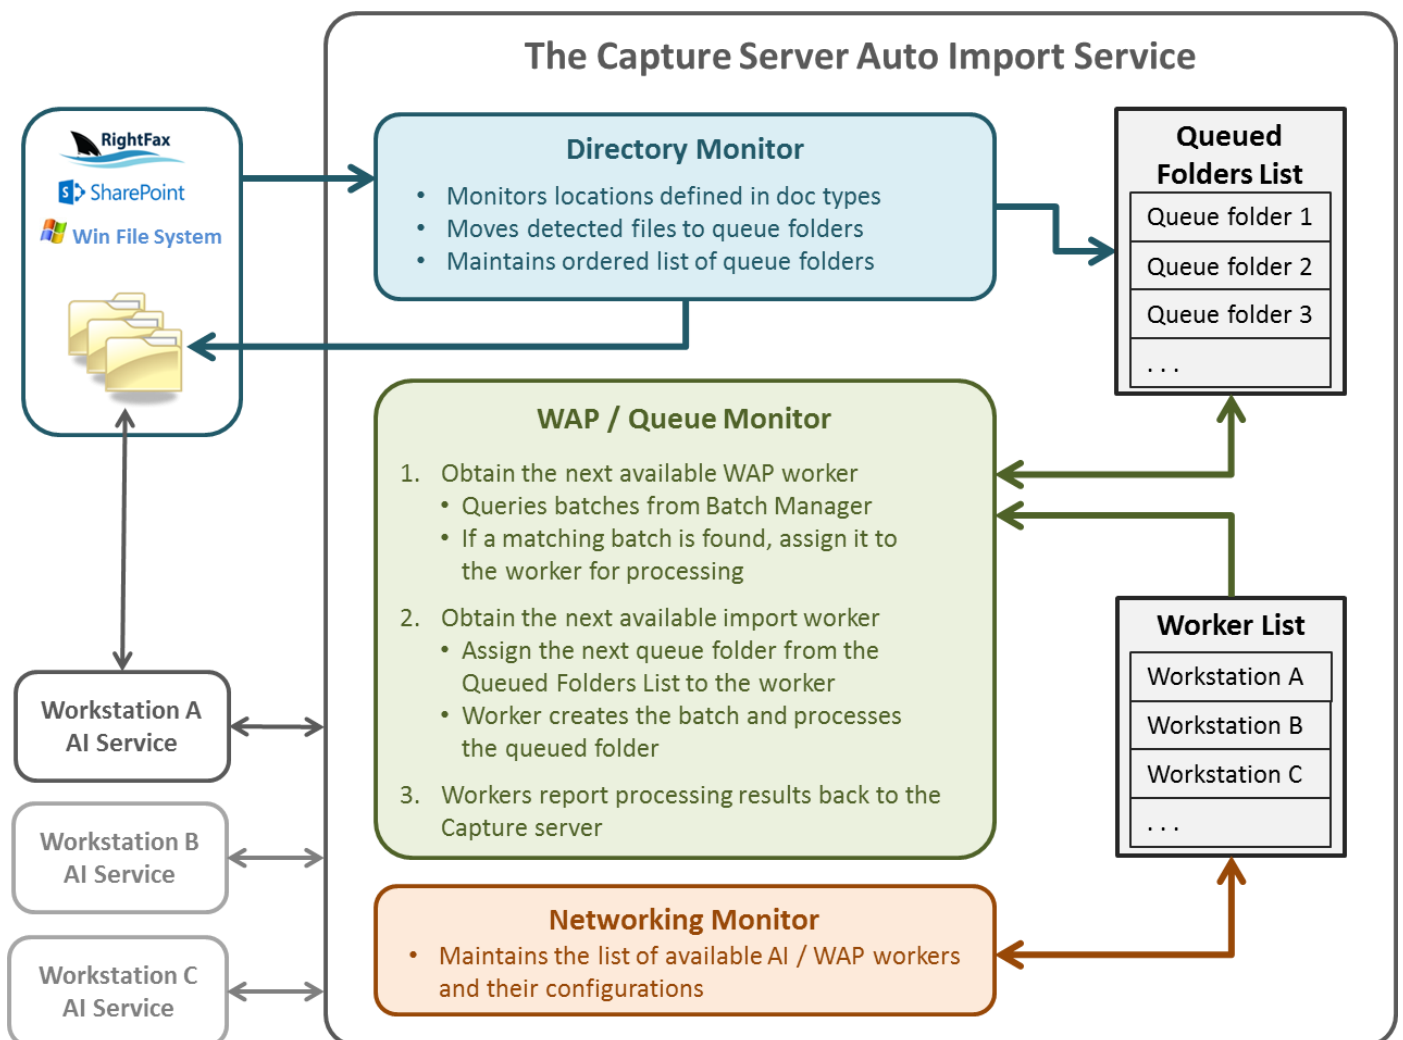 The Capture Server Auto Import Service
RightFax
SharePoint
Win File System
Directory Monitor
• Monitors locations defined in doc types
• Moves detected files to queue folders
• Maintains ordered list of queue folders
Queued
Folders List
Queue folder 1
Queue folder 2
Queue folder 3
. . .
WAP / Queue Monitor
1. Obtain the next available WAP worker
• Queries batches from Batch Manager
• If a matching batch is found, assign it to
the worker for processing
2. Obtain the next available import worker
• Assign the next queue folder from the
Queued Folders List to the worker
• Worker creates the batch and processes
the queued folder
3. Workers report processing results back to the
Capture server
Worker List
Workstation A
Workstation B
Workstation C
. . .
Workstation A
AI Service
Workstation B
AI Service
Workstation C
AI Service
Networking Monitor
• Maintains the list of available AI / WAP workers
and their configurations